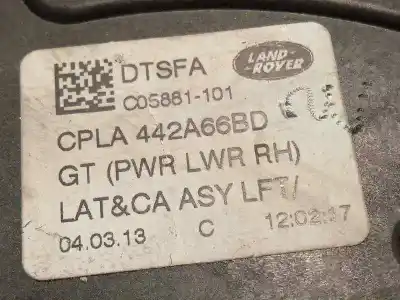 DTSFA
LAND-
ROVER
C05881-101
CPLA 442A66BD
GT (PWR LWR RH)
LAT&CA ASY LFT/
04.03.13 C 12:02:17